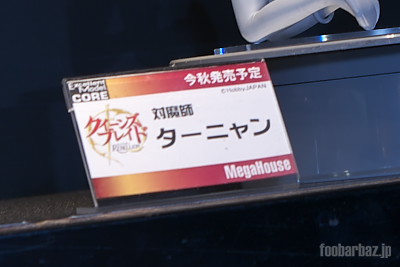 Excellent
Model
CORE
今秋発売予定
©HobbyJAPAN
クイーンズ
ブレイド
REBELLION
対魔師
ターニャン
MegaHouse
foobarbaz.jp